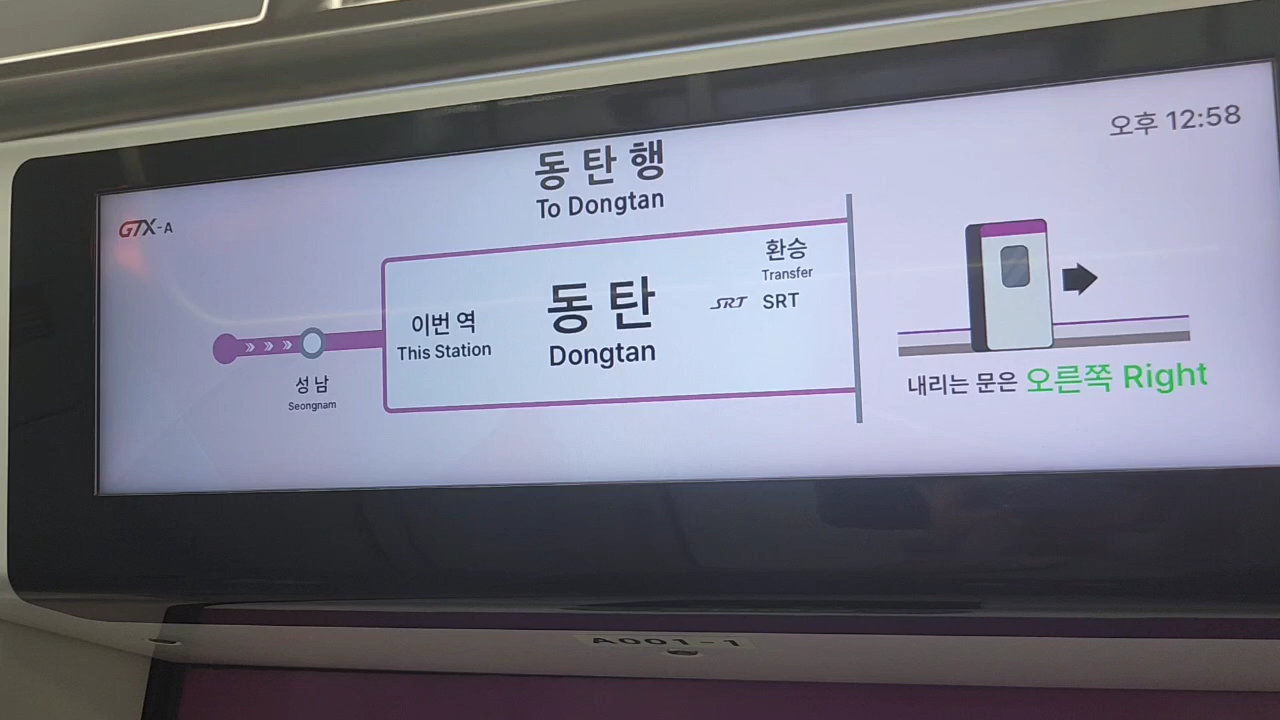 오후 12:58
동탄행
To Dongtan
GTX-A
환승
Transfer
SRT SRT
이번 역
This Station
동탄
Dongtan
성남
Seongnam
내리는 문은 오른쪽 Right
A001-1